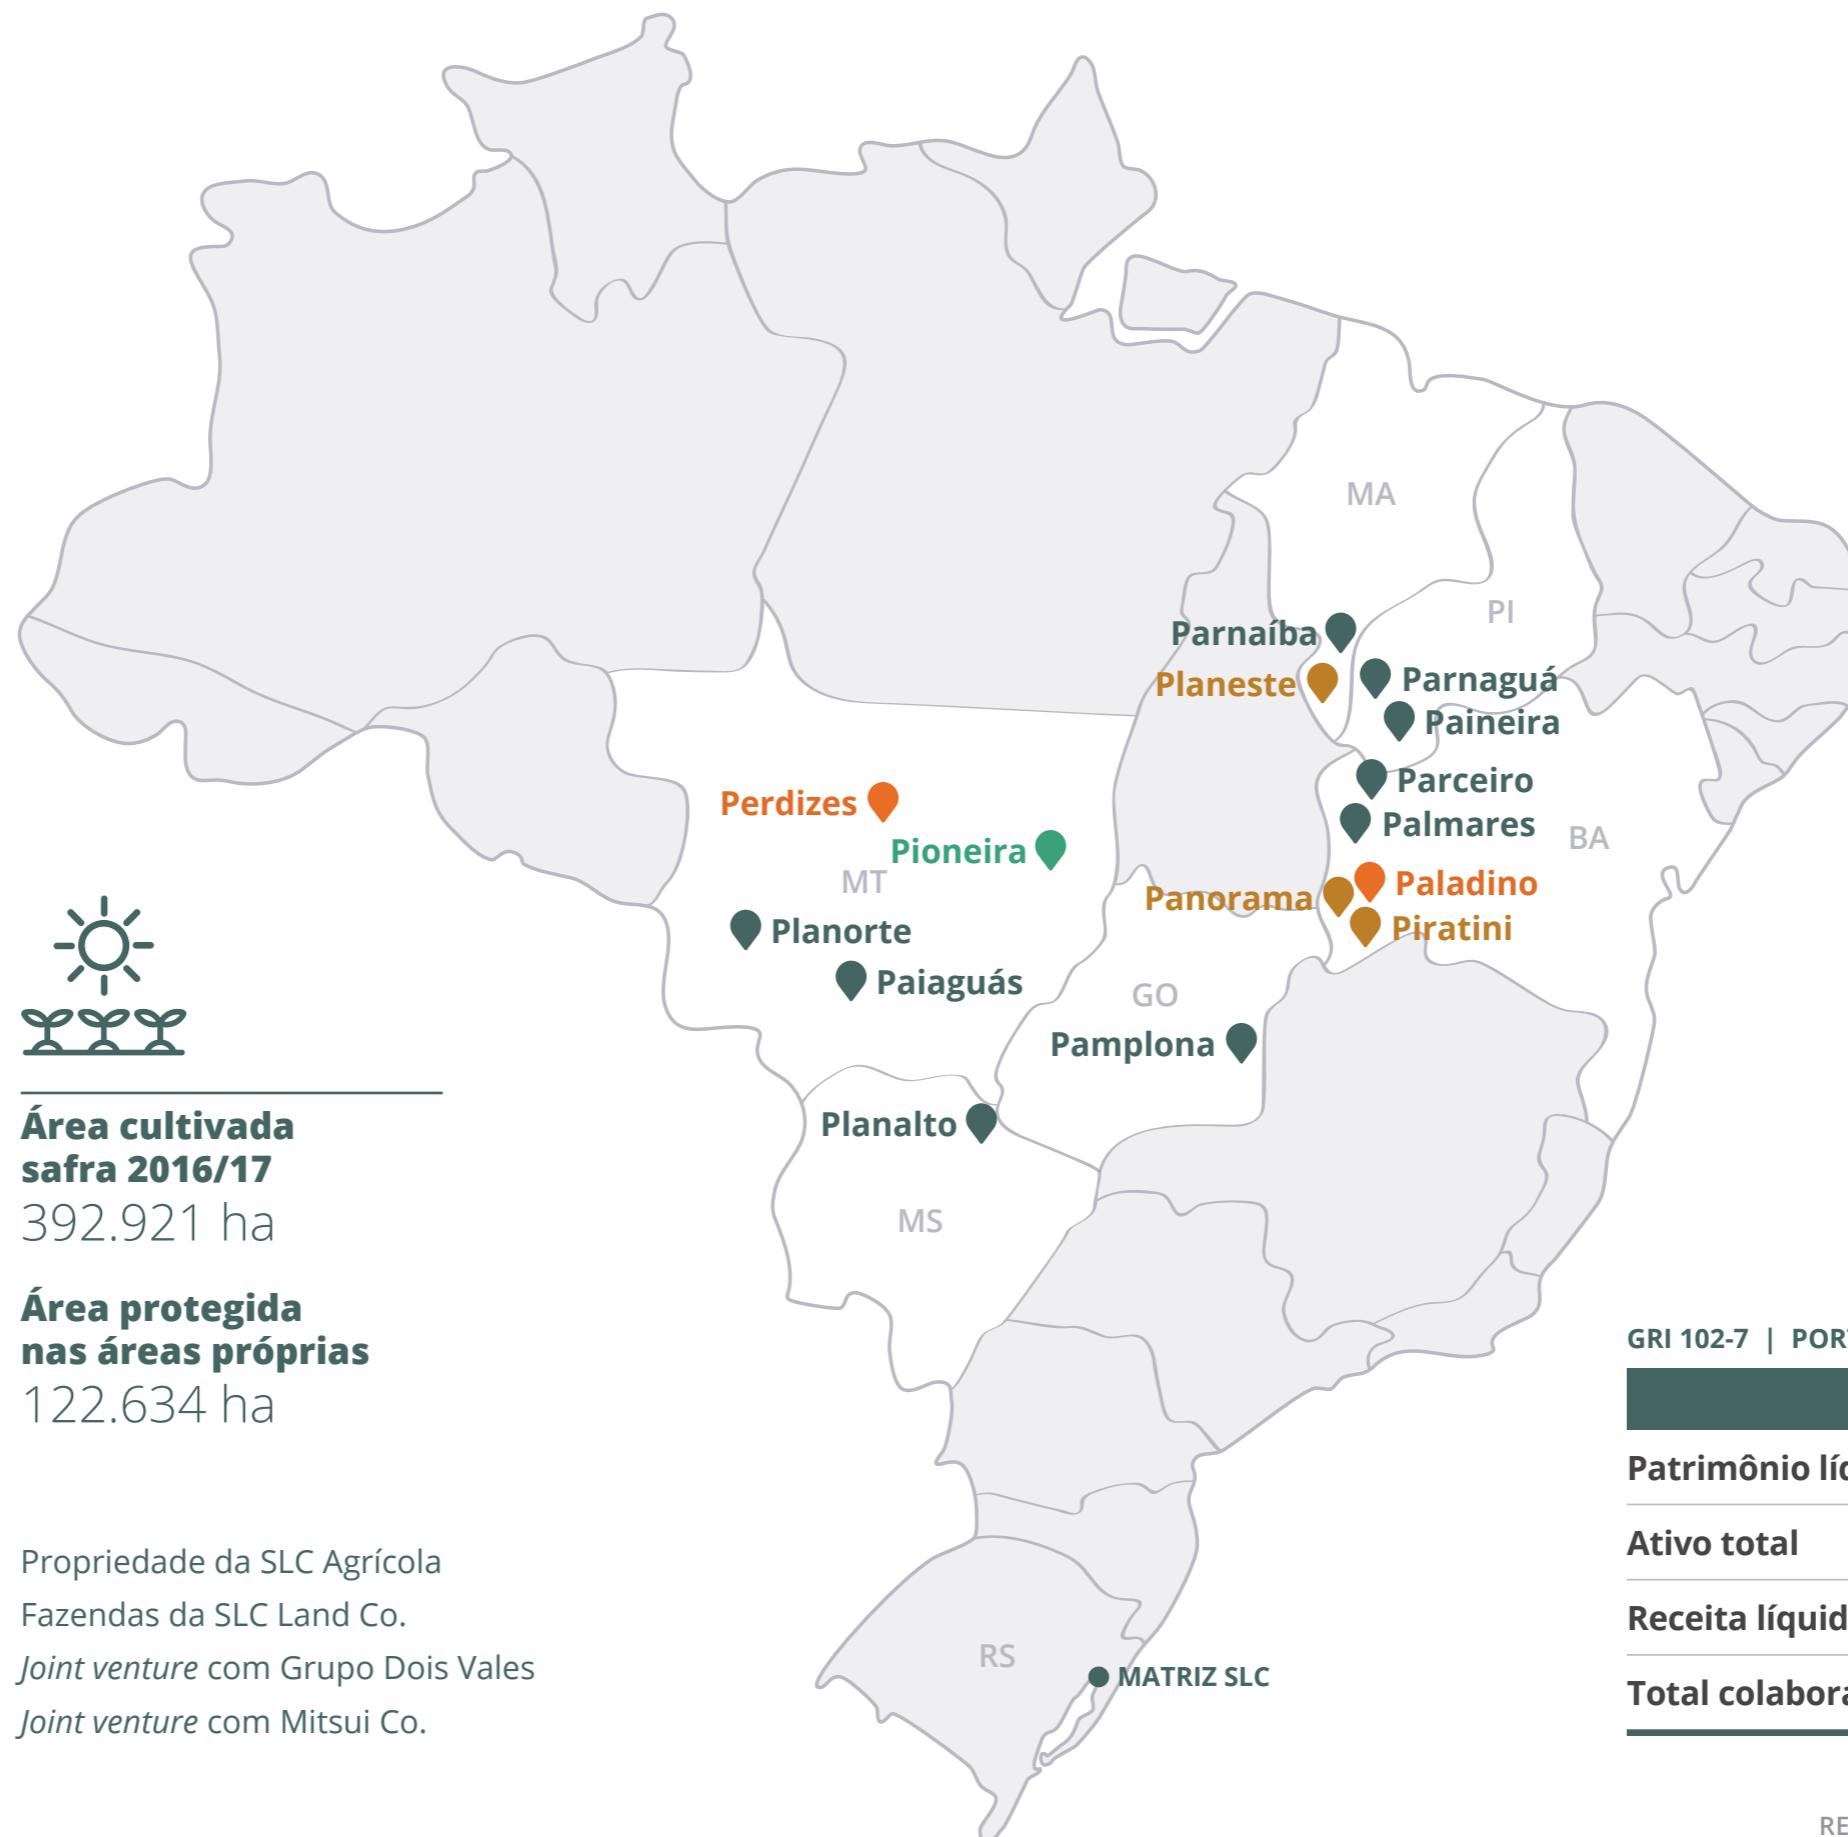 MA
PI
Parnaíba
Planeste
Parnaguá
Paineira
Perdizes
Parceiro
Pioneira
Palmares
BA
MT
Paladino
Panorama
Planorte
Piratini
Paiaguás
GO
Pamplona
Planalto
MS
RS
MATRIZ SLC
Área cultivada
safra 2016/17
392.921 ha
Área protegida
nas áreas próprias
122.634 ha
Propriedade da SLC Agrícola
Fazendas da SLC Land Co.
Joint venture com Grupo Dois Vales
Joint venture com Mitsui Co.
GRI 102-7 |
Patrimônio
Ativo total
Receita
Total